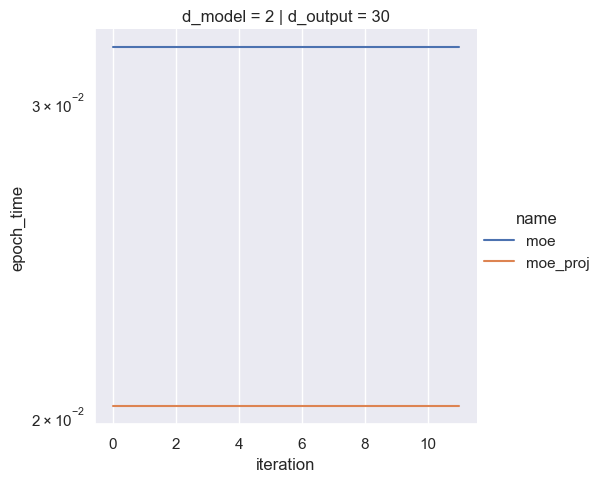 d_model = 2 | d_output = 30
3 × 10⁻²
2 × 10⁻²
epoch_time
0 2 4 6 8 10
iteration
name
moe
moe_proj